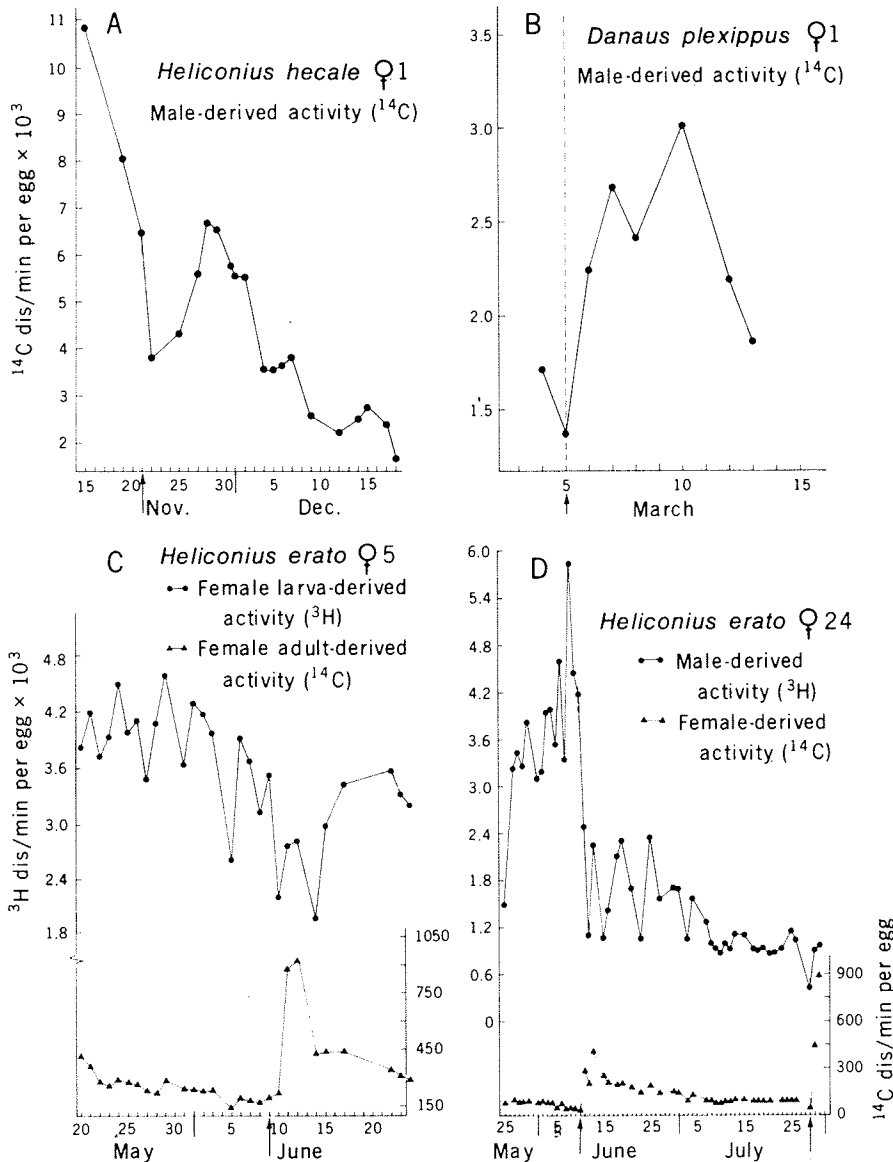 A
Heliconius hecale ♀1
Male-derived activity (¹⁴C)
¹⁴C dis/min per egg × 10³
11
10
9
8
7
6
5
4
3
2
15 20 25 30 5 10 15
Nov. Dec.
B
Danaus plexippus ♀1
Male-derived activity (¹⁴C)
3.0
2.5
2.0
1.5
5 10 15
March
C
Heliconius erato ♀5
Female larva-derived
activity (³H)
Female adult-derived
activity (¹⁴C)
³H dis/min per egg × 10³
4.8
4.2
3.6
3.0
2.4
1.8
1050
750
450
150
20 25 5 10 15 20
May June
D
Heliconius erato ♀24
Male-derived
activity (³H)
Female-derived
activity (¹⁴C)
6.0
5.4
4.8
4.2
3.6
3.0
2.4
1.8
1.2
0.6
0
900
600
300
0
¹⁴C dis/min per egg
25 5 15 25 5 15 25
May June July